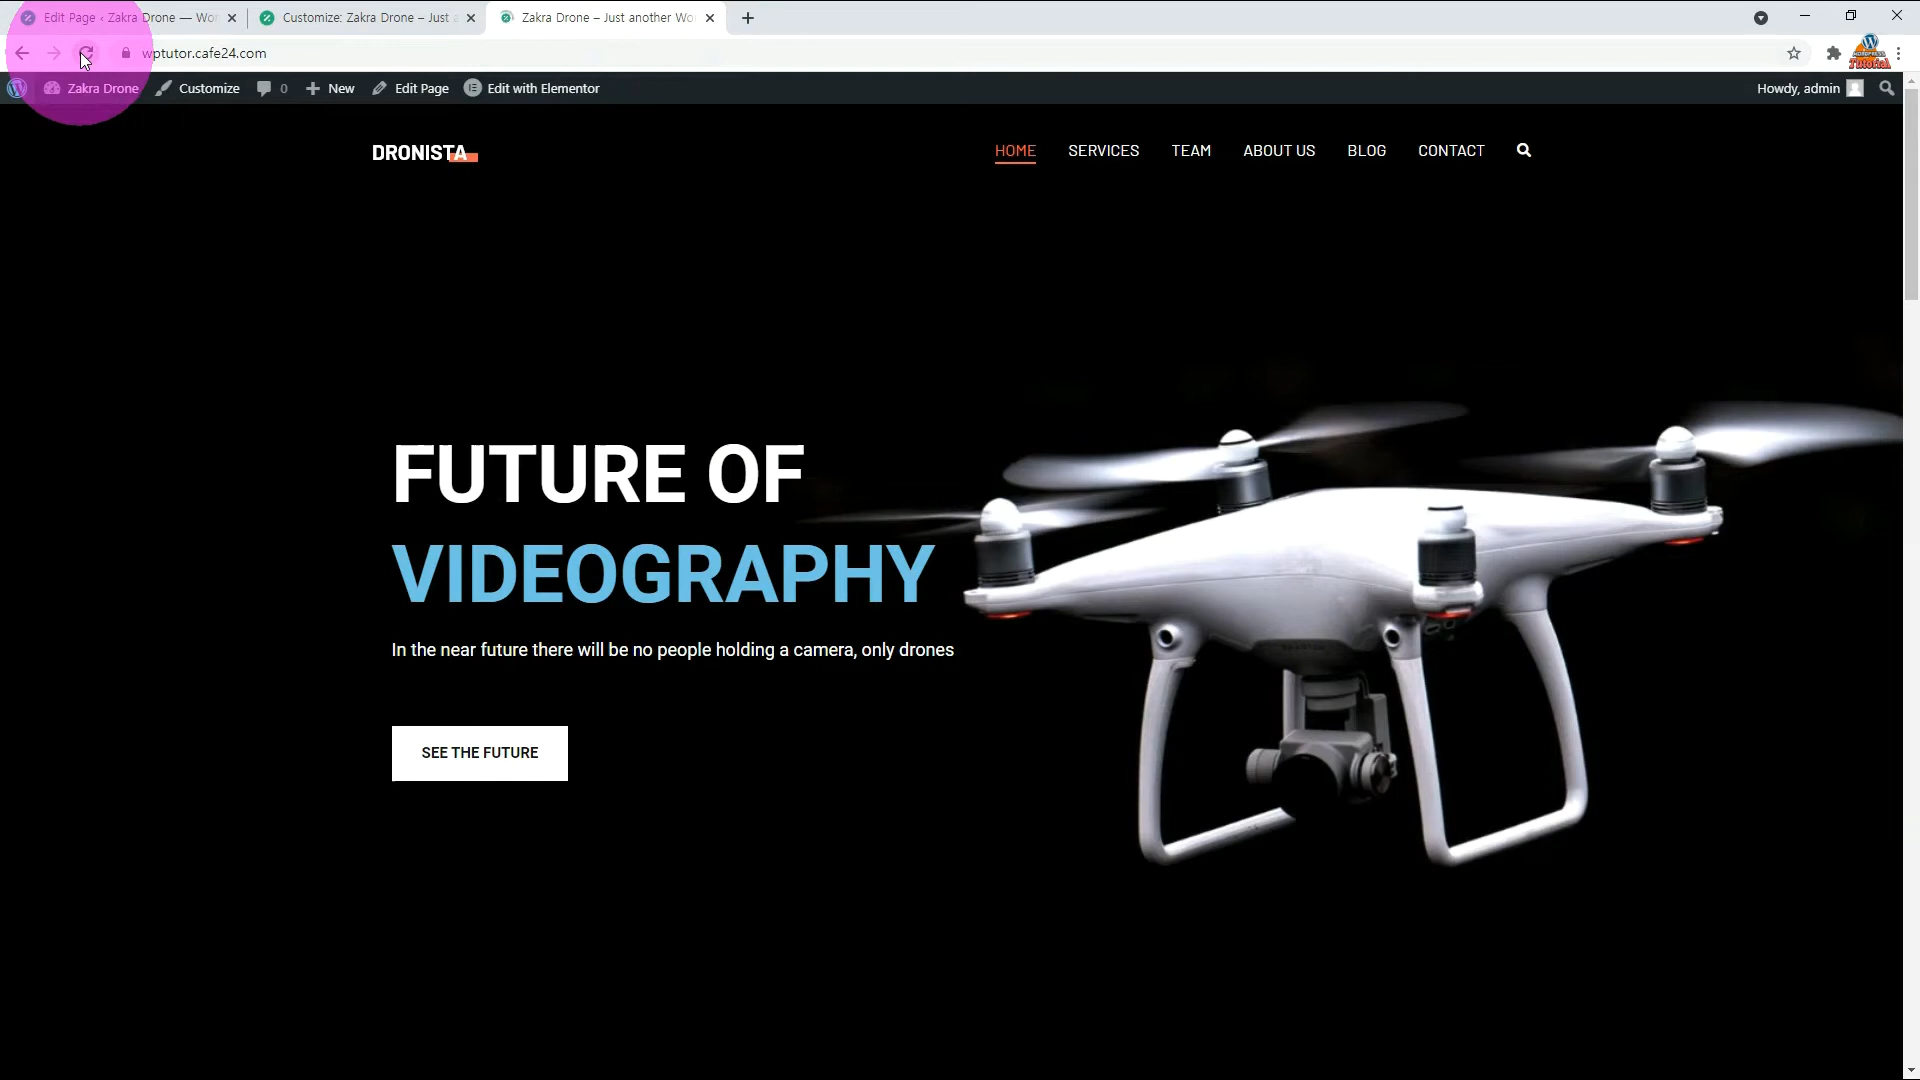 Edit Page ‹ Zakra Drone — Wor
Customize: Zakra Drone – Just a
Zakra Drone – Just another Wo
wptutor.cafe24.com
Zakra Drone
Customize
0
New
Edit Page
Edit with Elementor
Howdy, admin
DRONISTA
HOME
SERVICES
TEAM
ABOUT US
BLOG
CONTACT
FUTURE OF
VIDEOGRAPHY
In the near future there will be no people holding a camera, only drones
SEE THE FUTURE